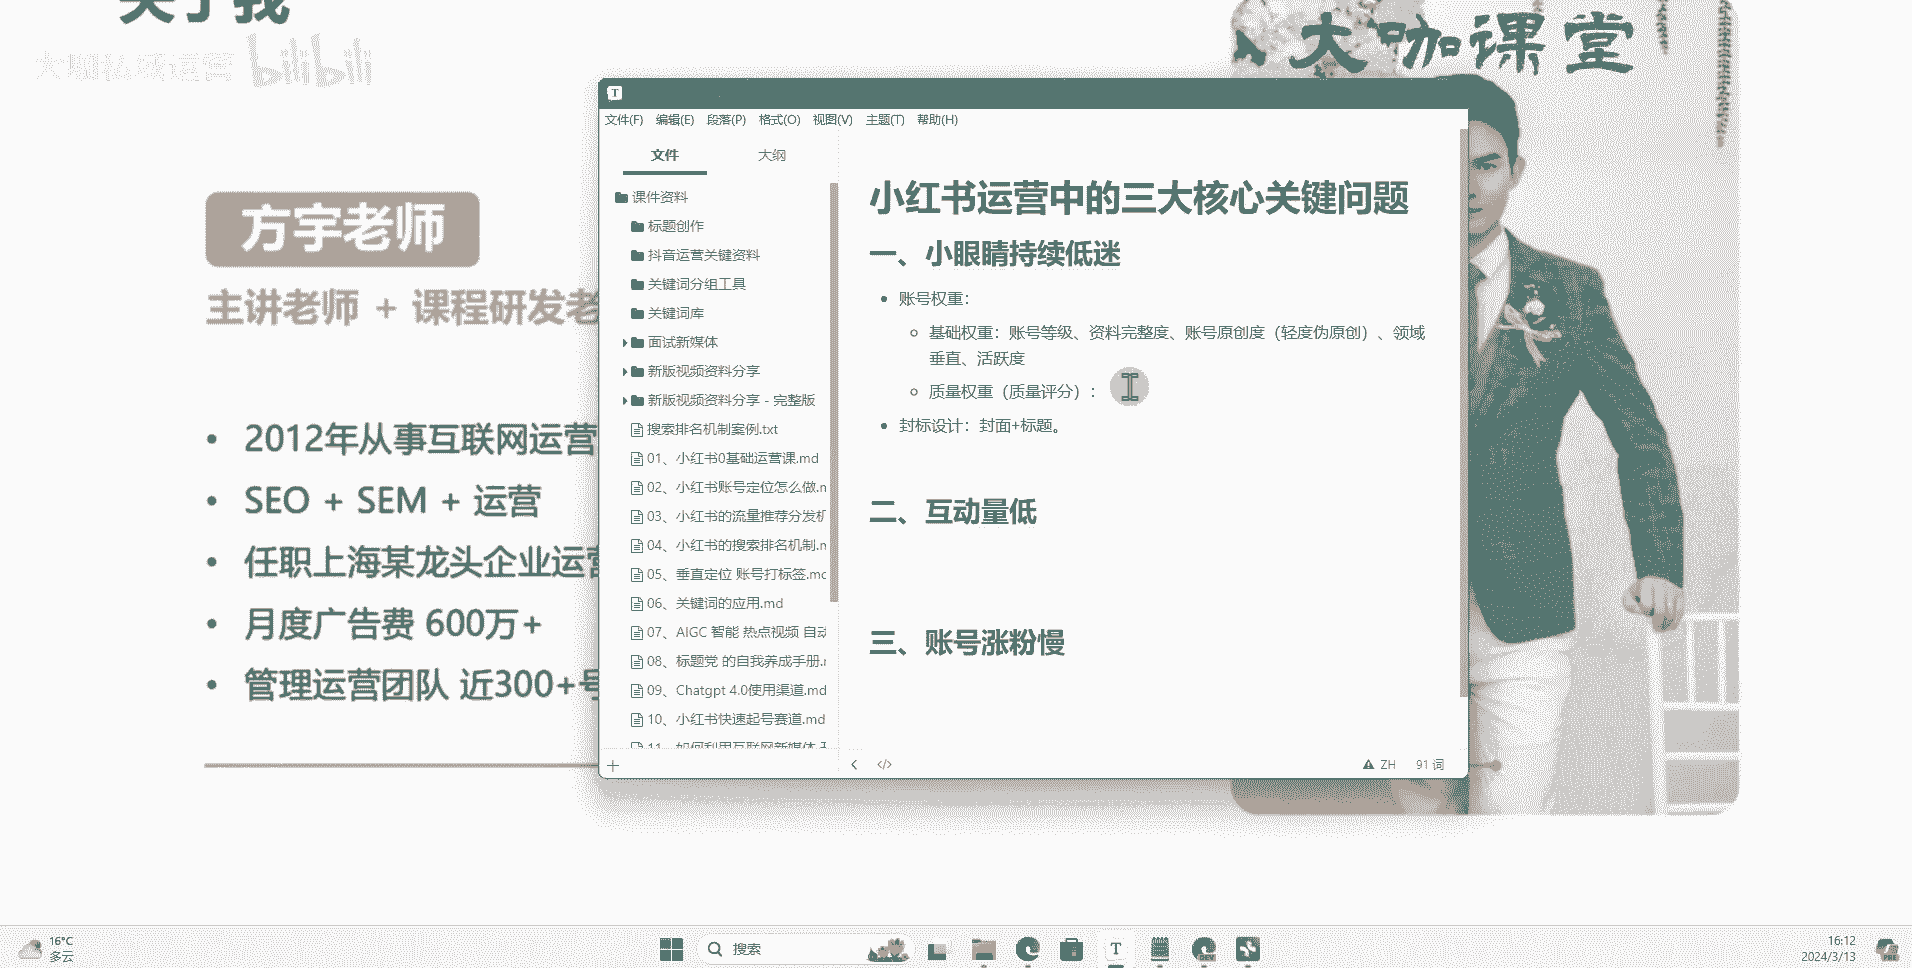 关于我
大咖私域运营 bilibili
大咖课堂
方宇老师
主讲老师 + 课程研发老
2012年从事互联网运营
SEO + SEM + 运营
任职上海某龙头企业运营
月度广告费 600万+
管理运营团队 近300+号
T
文件(F) 编辑(E) 段落(P) 格式(O) 视图(V) 主题(T) 帮助(H)
文件 大纲
课件资料
标题创作
抖音运营关键资料
关键词分组工具
关键词库
面试新媒体
新版视频资料分享
新版视频资料分享 - 完整版
搜索排名机制案例.txt
01、小红书0基础运营课.md
02、小红书账号定位怎么做.n
03、小红书的流量推荐分发机
04、小红书的搜索排名机制.n
05、垂直定位 账号打标签.mc
06、关键词的应用.md
07、AIGC 智能 热点视频 自动
08、标题党 的自我养成手册.r
09、Chatgpt 4.0使用渠道.md
10、小红书快速起号赛道.md
11、如何利用互联网新媒体
小红书运营中的三大核心关键问题
一、小眼睛持续低迷
账号权重：
基础权重：账号等级、资料完整度、账号原创度（轻度伪原创）、领域
垂直、活跃度
质量权重（质量评分）：
封标设计：封面+标题。
二、互动量低
三、账号涨粉慢
</> ZH 91 词
16°C
多云
搜索
T
DEV
16:12
2024/3/13
PRE